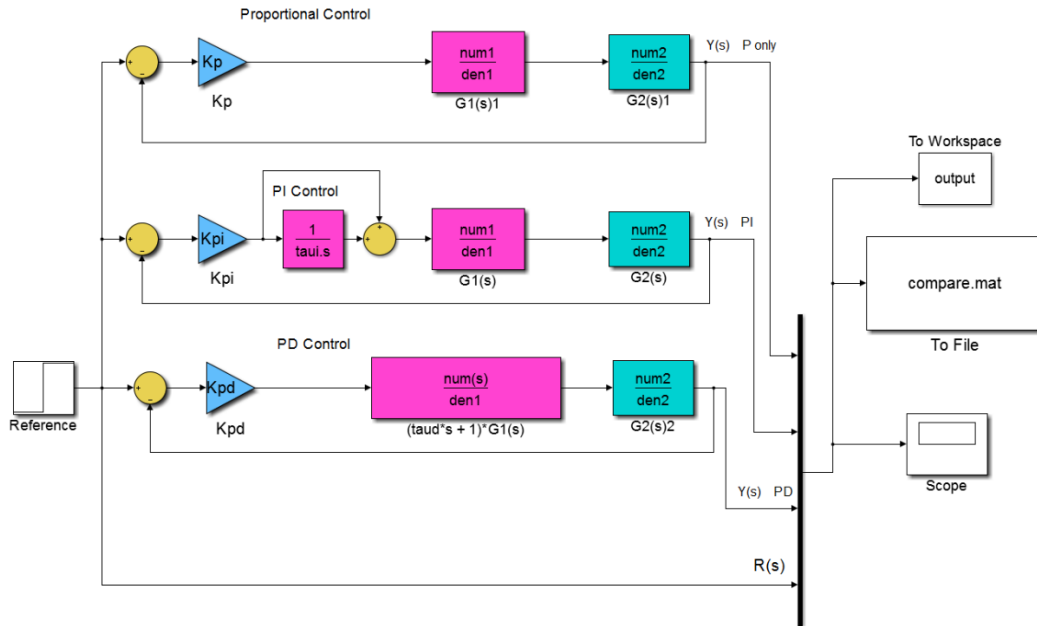 Proportional Control
+
−
Kp
Kp
num1
den1
G1(s)1
num2
den2
G2(s)1
Y(s) P only
PI Control
+
−
Kpi
Kpi
1
taui.s
+
+
num1
den1
G1(s)
num2
den2
G2(s)
Y(s) PI
PD Control
+
−
Kpd
Kpd
num(s)
den1
(taud*s + 1)*G1(s)
num2
den2
G2(s)2
Y(s) PD
Reference
R(s)
To Workspace
output
compare.mat
To File
Scope